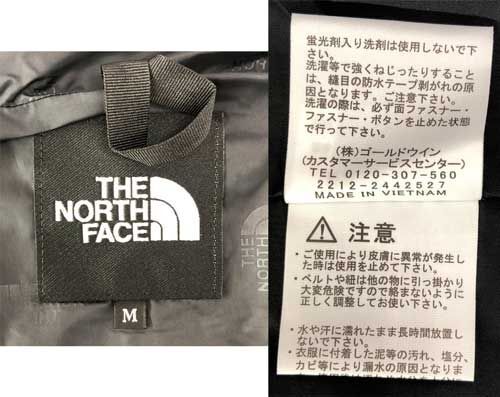 THE
NORTH
FACE
M
蛍光剤入り洗剤は使用しないで下
さい。
洗濯等で強くねじったりすること
は、縫目の防水テープ剥がれの原
因となります。ご注意下さい。
洗濯の際は、必ず面ファスナー・
ファスナー・ボタンを止めた状態
で行って下さい。
(株)ゴールドウイン
(カスタマーサービスセンター)
TEL 0120-307-560
2212-2442527
MADE IN VIETNAM
注意
・ご使用により皮膚に異常が発生し
た時は使用を止めて下さい。
・ベルトや紐は他の物に引っ掛かり
大変危険ですので絡まないように
正しく調整してお使い下さい。
・水や汗に濡れたまま長時間放置し
ないで下さい。
・衣服に付着した泥等の汚れ、塩分、
カビ等により漏水の原因となりま